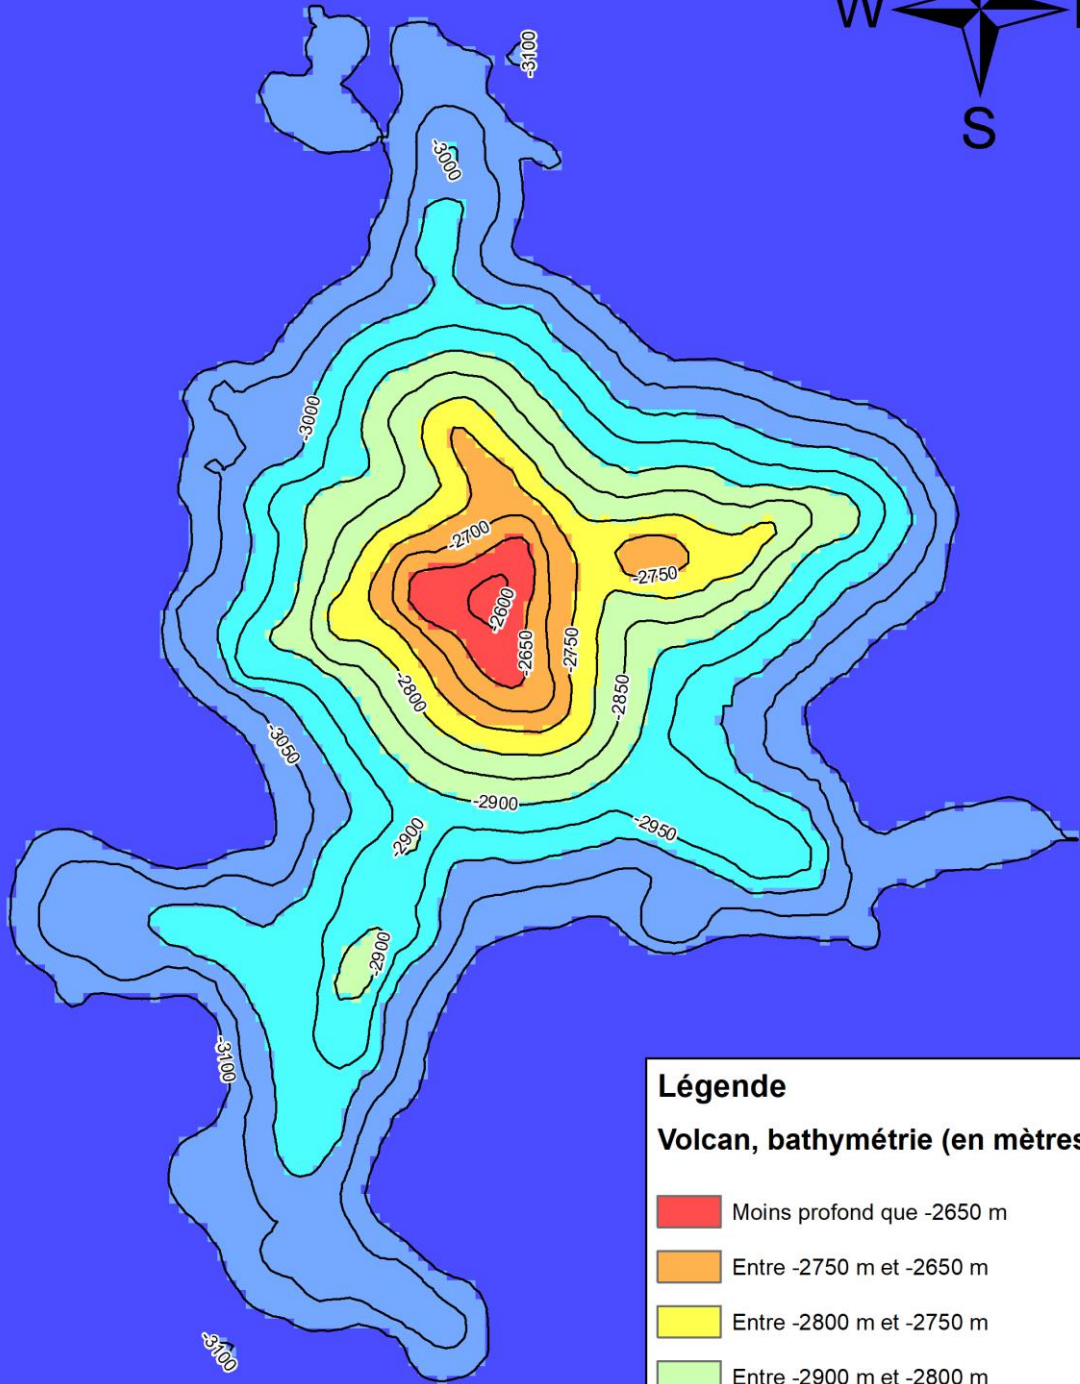 W
S
-3100
-3000
-3000
-2700
-2750
-2600
-2650
-2750
-2800
-2850
-3050
-2900
-2900
-2950
-2900
-3100
-3100
Légende
Volcan, bathymétrie (en mètres
Moins profond que -2650 m
Entre -2750 m et -2650 m
Entre -2800 m et -2750 m
Entre -2900 m et -2800 m